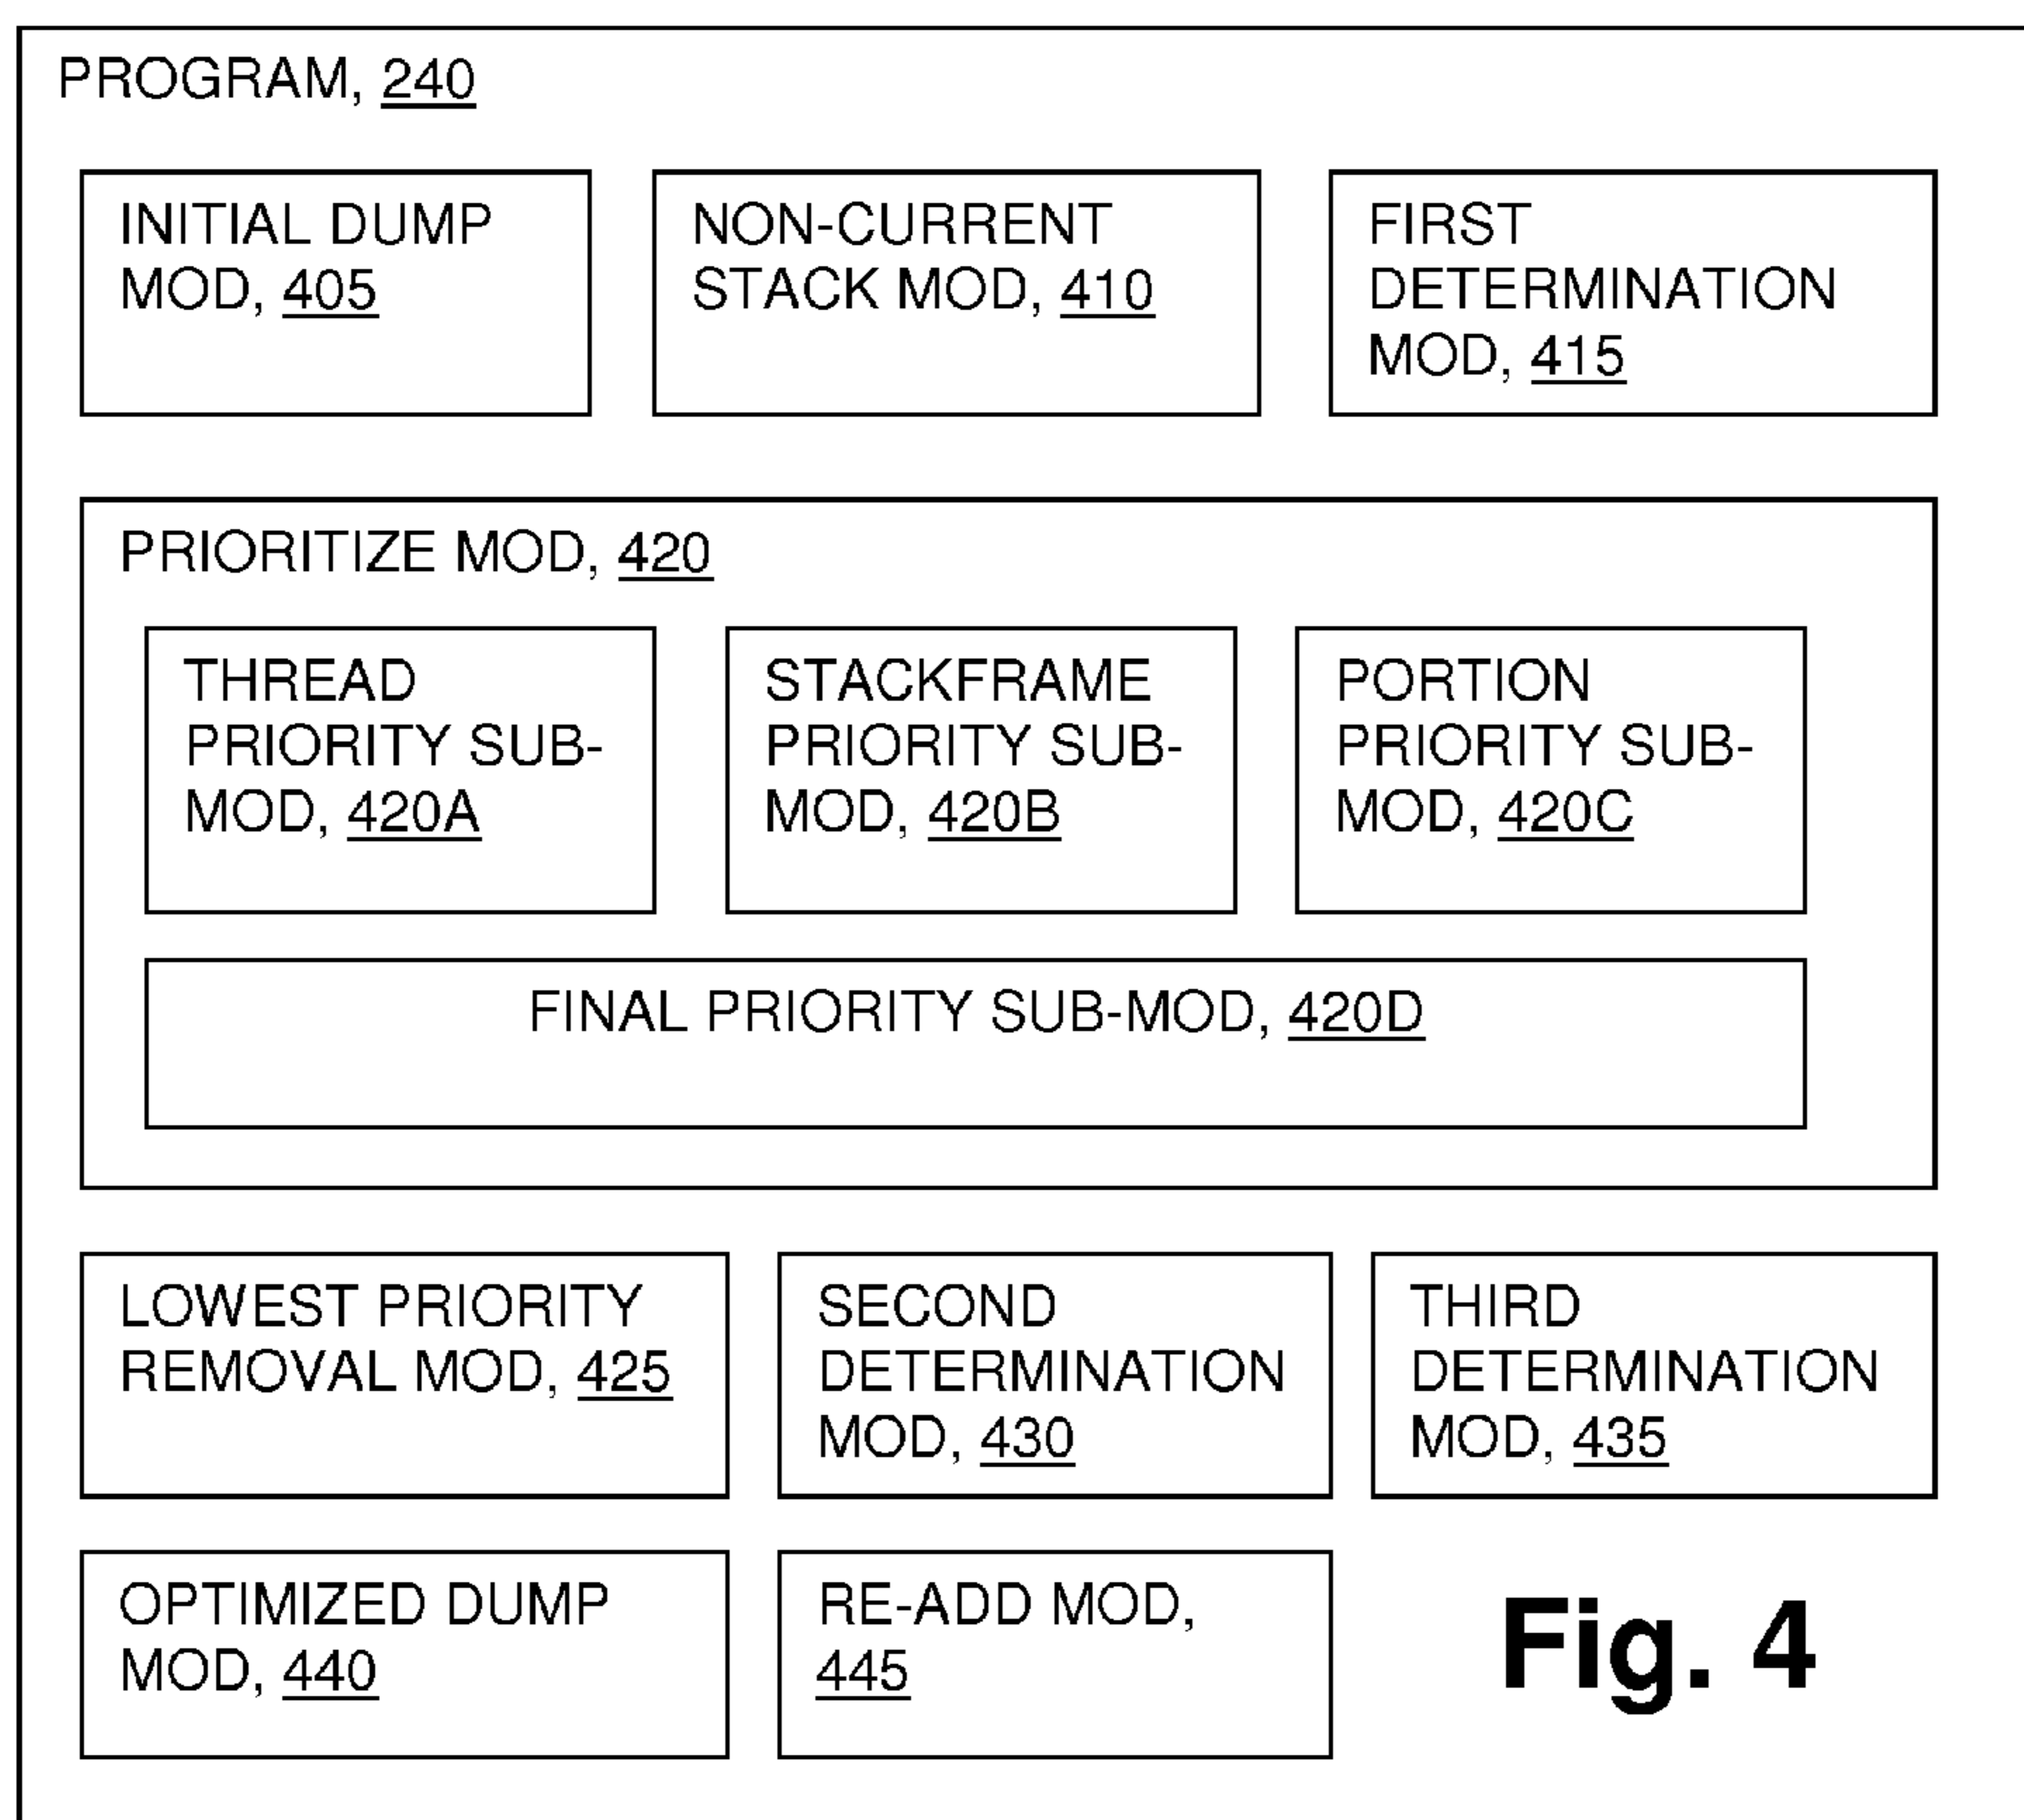 PROGRAM, 240
INITIAL DUMP
MOD, 405
NON-CURRENT
STACK MOD, 410
FIRST
DETERMINATION
MOD, 415
PRIORITIZE MOD, 420
THREAD
PRIORITY SUB-
MOD, 420A
STACKFRAME
PRIORITY SUB-
MOD, 420B
PORTION
PRIORITY SUB-
MOD, 420C
FINAL PRIORITY SUB-MOD, 420D
LOWEST PRIORITY
REMOVAL MOD, 425
SECOND
DETERMINATION
MOD, 430
THIRD
DETERMINATION
MOD, 435
OPTIMIZED DUMP
MOD, 440
RE-ADD MOD,
445
Fig. 4